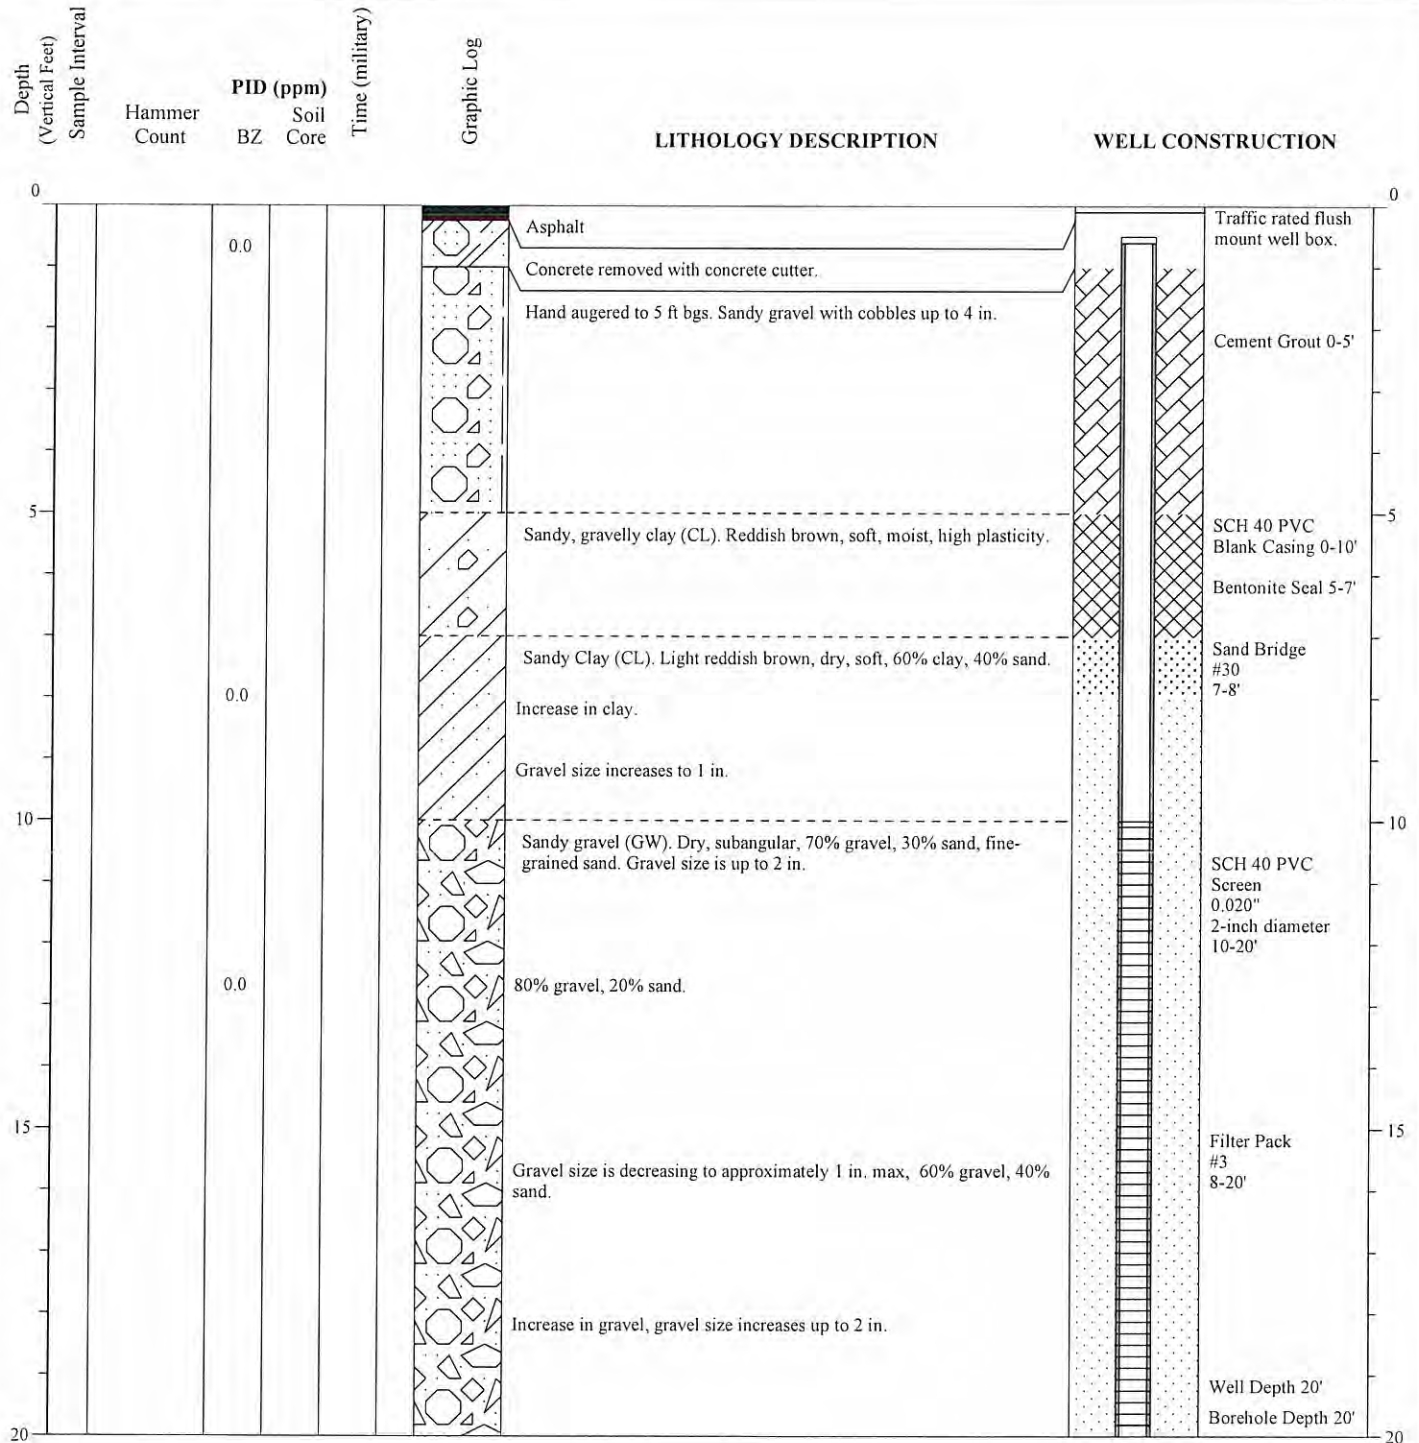 Depth
(Vertical Feet)
Sample Interval
Hammer
Count
PID (ppm)
BZ
Soil
Core
Time (military)
Graphic Log
LITHOLOGY DESCRIPTION
WELL CONSTRUCTION
0
0
Asphalt
Traffic rated flush
mount well box.
0.0
Concrete removed with concrete cutter.
Hand augered to 5 ft bgs. Sandy gravel with cobbles up to 4 in.
Cement Grout 0-5'
5
5
Sandy, gravelly clay (CL). Reddish brown, soft, moist, high plasticity.
SCH 40 PVC
Blank Casing 0-10'
Bentonite Seal 5-7'
Sandy Clay (CL). Light reddish brown, dry, soft, 60% clay, 40% sand.
Sand Bridge
#30
7-8'
0.0
Increase in clay.
Gravel size increases to 1 in.
10
10
Sandy gravel (GW). Dry, subangular, 70% gravel, 30% sand, fine-
grained sand. Gravel size is up to 2 in.
SCH 40 PVC
Screen
0.020"
2-inch diameter
10-20'
0.0
80% gravel, 20% sand.
15
15
Gravel size is decreasing to approximately 1 in. max, 60% gravel, 40%
sand.
Filter Pack
#3
8-20'
Increase in gravel, gravel size increases up to 2 in.
Well Depth 20'
Borehole Depth 20'
20
20